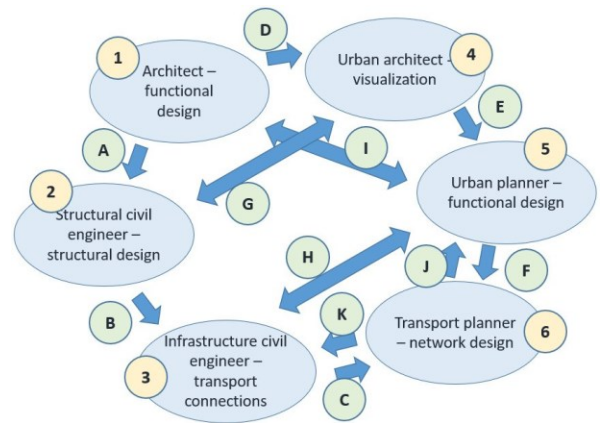 D
1
Architect –
functional
design
Urban architect -
visualization
4
E
A
I
5
Urban planner –
functional design
2
Structural civil
engineer –
structural design
G
H
J
F
B
K
Infrastructure civil
engineer –
transport
connections
3
Transport planner
– network design
6
C